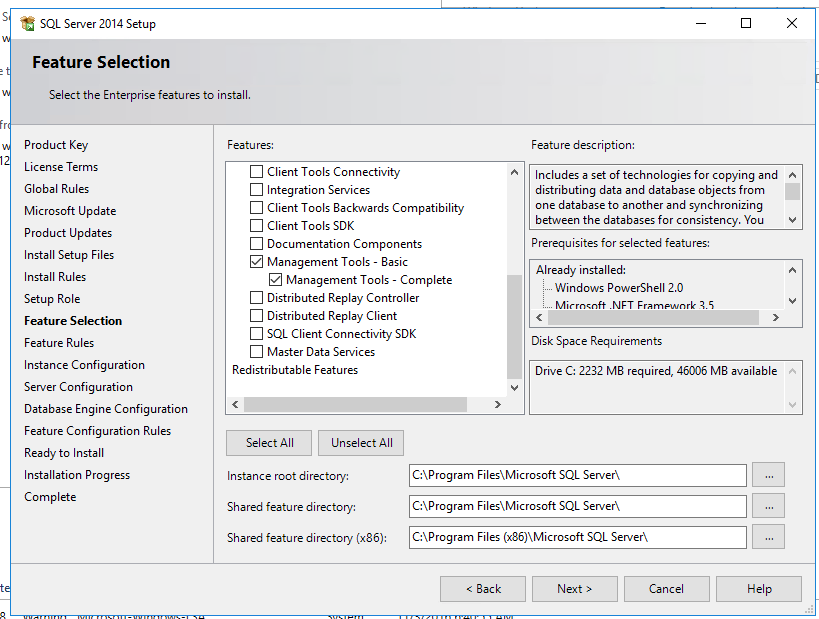 SQL Server 2014 Setup
Feature Selection
Select the Enterprise features to install.
Product Key
License Terms
Global Rules
Microsoft Update
Product Updates
Install Setup Files
Install Rules
Setup Role
Feature Selection
Feature Rules
Instance Configuration
Server Configuration
Database Engine Configuration
Feature Configuration Rules
Ready to Install
Installation Progress
Complete
Features:
Client Tools Connectivity
Integration Services
Client Tools Backwards Compatibility
Client Tools SDK
Documentation Components
Management Tools - Basic
Management Tools - Complete
Distributed Replay Controller
Distributed Replay Client
SQL Client Connectivity SDK
Master Data Services
Redistributable Features
Feature description:
Includes a set of technologies for copying and
distributing data and database objects from
one database to another and synchronizing
between the databases for consistency. You
Prerequisites for selected features:
Already installed:
Windows PowerShell 2.0
Microsoft .NET Framework 3.5
Disk Space Requirements
Drive C: 2232 MB required, 46006 MB available
Select All
Unselect All
Instance root directory:
C:\Program Files\Microsoft SQL Server\
...
Shared feature directory:
C:\Program Files\Microsoft SQL Server\
...
Shared feature directory (x86):
C:\Program Files (x86)\Microsoft SQL Server\
...
< Back
Next >
Cancel
Help